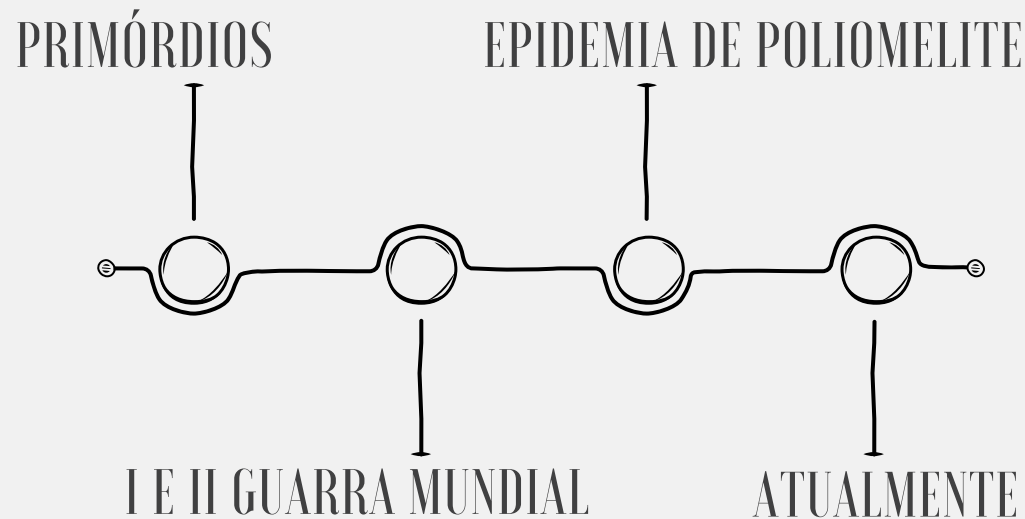 PRIMÓRDIOS
EPIDEMIA DE POLIOMELITE
I E II GUARRA MUNDIAL
ATUALMENTE